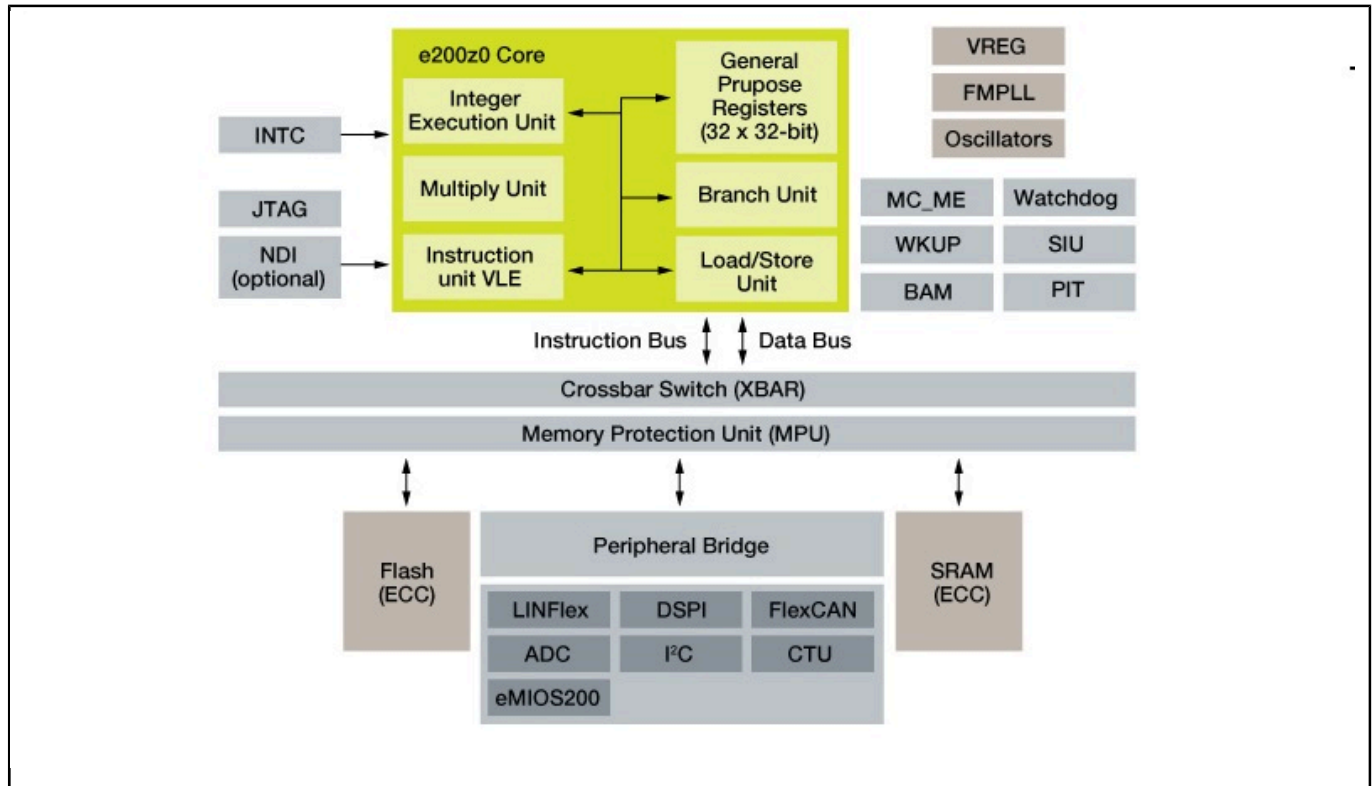 e200z0 Core
Integer
Execution Unit
Multiply Unit
Instruction
unit VLE
General
Prupose
Registers
(32 x 32-bit)
Branch Unit
Load/Store
Unit
INTC
JTAG
NDI
(optional)
VREG
FMPLL
Oscillators
MC_ME
Watchdog
WKUP
SIU
BAM
PIT
Instruction Bus
Data Bus
Crossbar Switch (XBAR)
Memory Protection Unit (MPU)
Flash
(ECC)
Peripheral Bridge
LINFlex
DSPI
FlexCAN
ADC
I²C
CTU
eMIOS200
SRAM
(ECC)